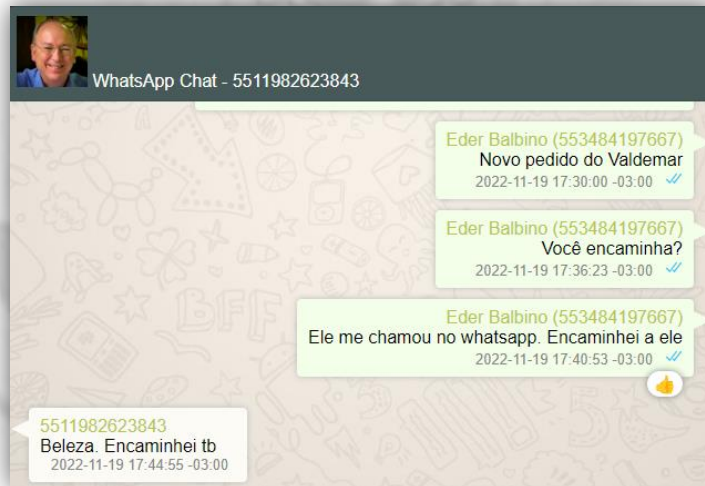 WhatsApp Chat - 5511982623843
Eder Balbino (553484197667)
Novo pedido do Valdemar
2022-11-19 17:30:00 -03:00
Eder Balbino (553484197667)
Você encaminha?
2022-11-19 17:36:23 -03:00
Eder Balbino (553484197667)
Ele me chamou no whatsapp. Encaminhei a ele
2022-11-19 17:40:53 -03:00
5511982623843
Beleza. Encaminhei tb
2022-11-19 17:44:55 -03:00